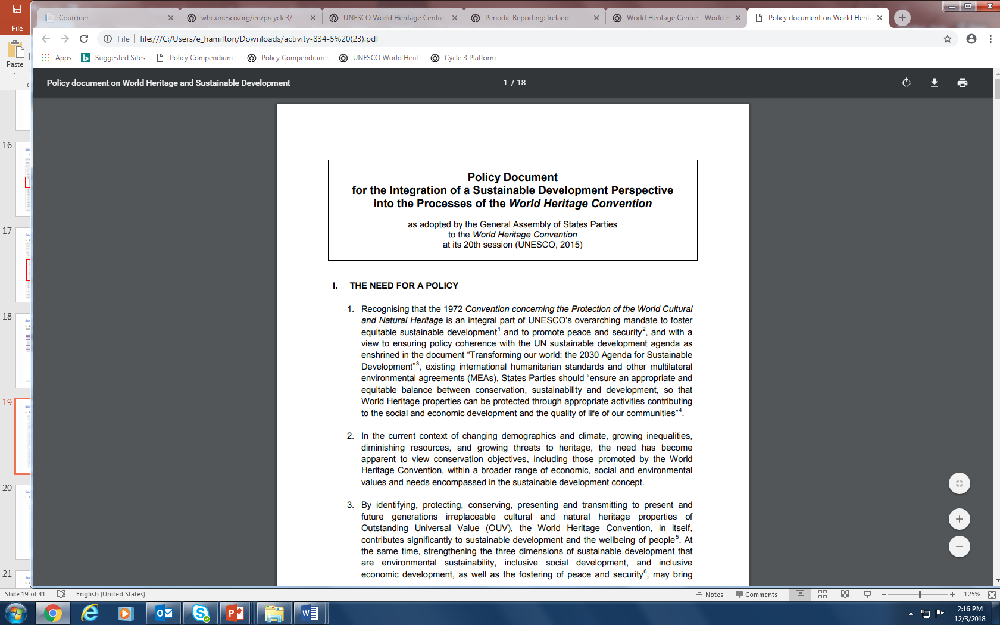 File
Paste
16
17
18
19
20
21
Cou(r)rier
whc.unesco.org/en/prcycle3/
UNESCO World Heritage Centre
Periodic Reporting: Ireland
World Heritage Centre - World H
Policy document on World Herita
File
file:///C:/Users/e_hamilton/Downloads/activity-834-5%20(23).pdf
Apps
Suggested Sites
Policy Compendium
Policy Compendium
UNESCO World Herit
Cycle 3 Platform
Policy document on World Heritage and Sustainable Development
1 / 18
Policy Document
for the Integration of a Sustainable Development Perspective
into the Processes of the World Heritage Convention
as adopted by the General Assembly of States Parties
to the World Heritage Convention
at its 20th session (UNESCO, 2015)
I. THE NEED FOR A POLICY
1. Recognising that the 1972 Convention concerning the Protection of the World Cultural
and Natural Heritage is an integral part of UNESCO's overarching mandate to foster
equitable sustainable development1 and to promote peace and security2, and with a
view to ensuring policy coherence with the UN sustainable development agenda as
enshrined in the document “Transforming our world: the 2030 Agenda for Sustainable
Development”3, existing international humanitarian standards and other multilateral
environmental agreements (MEAs), States Parties should “ensure an appropriate and
equitable balance between conservation, sustainability and development, so that
World Heritage properties can be protected through appropriate activities contributing
to the social and economic development and the quality of life of our communities”4.
2. In the current context of changing demographics and climate, growing inequalities,
diminishing resources, and growing threats to heritage, the need has become
apparent to view conservation objectives, including those promoted by the World
Heritage Convention, within a broader range of economic, social and environmental
values and needs encompassed in the sustainable development concept.
3. By identifying, protecting, conserving, presenting and transmitting to present and
future generations irreplaceable cultural and natural heritage properties of
Outstanding Universal Value (OUV), the World Heritage Convention, in itself,
contributes significantly to sustainable development and the wellbeing of people5. At
the same time, strengthening the three dimensions of sustainable development that
are environmental sustainability, inclusive social development, and inclusive
economic development, as well as the fostering of peace and security6, may bring
Slide 19 of 41
English (United States)
Notes
Comments
125%
2:16 PM
12/3/2018